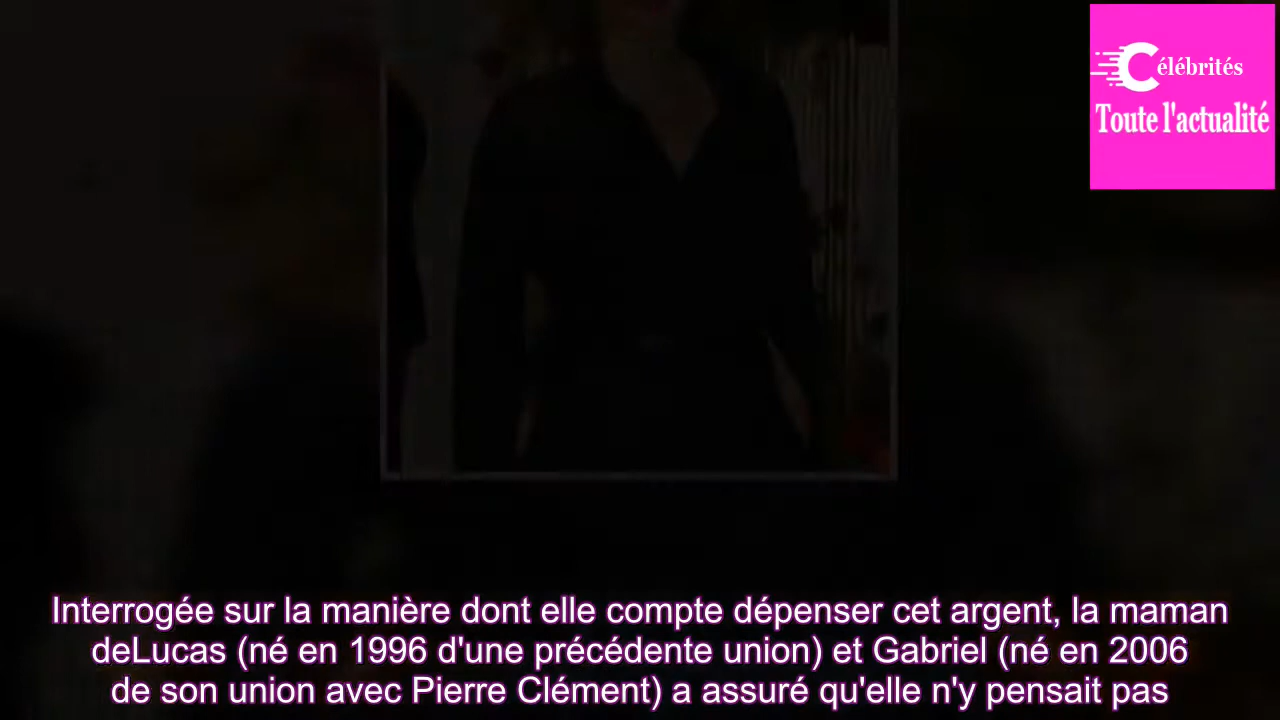 Célébrités
Toute l'actualité
Interrogée sur la manière dont elle compte dépenser cet argent, la maman
deLucas (né en 1996 d'une précédente union) et Gabriel (né en 2006
de son union avec Pierre Clément) a assuré qu'elle n'y pensait pas